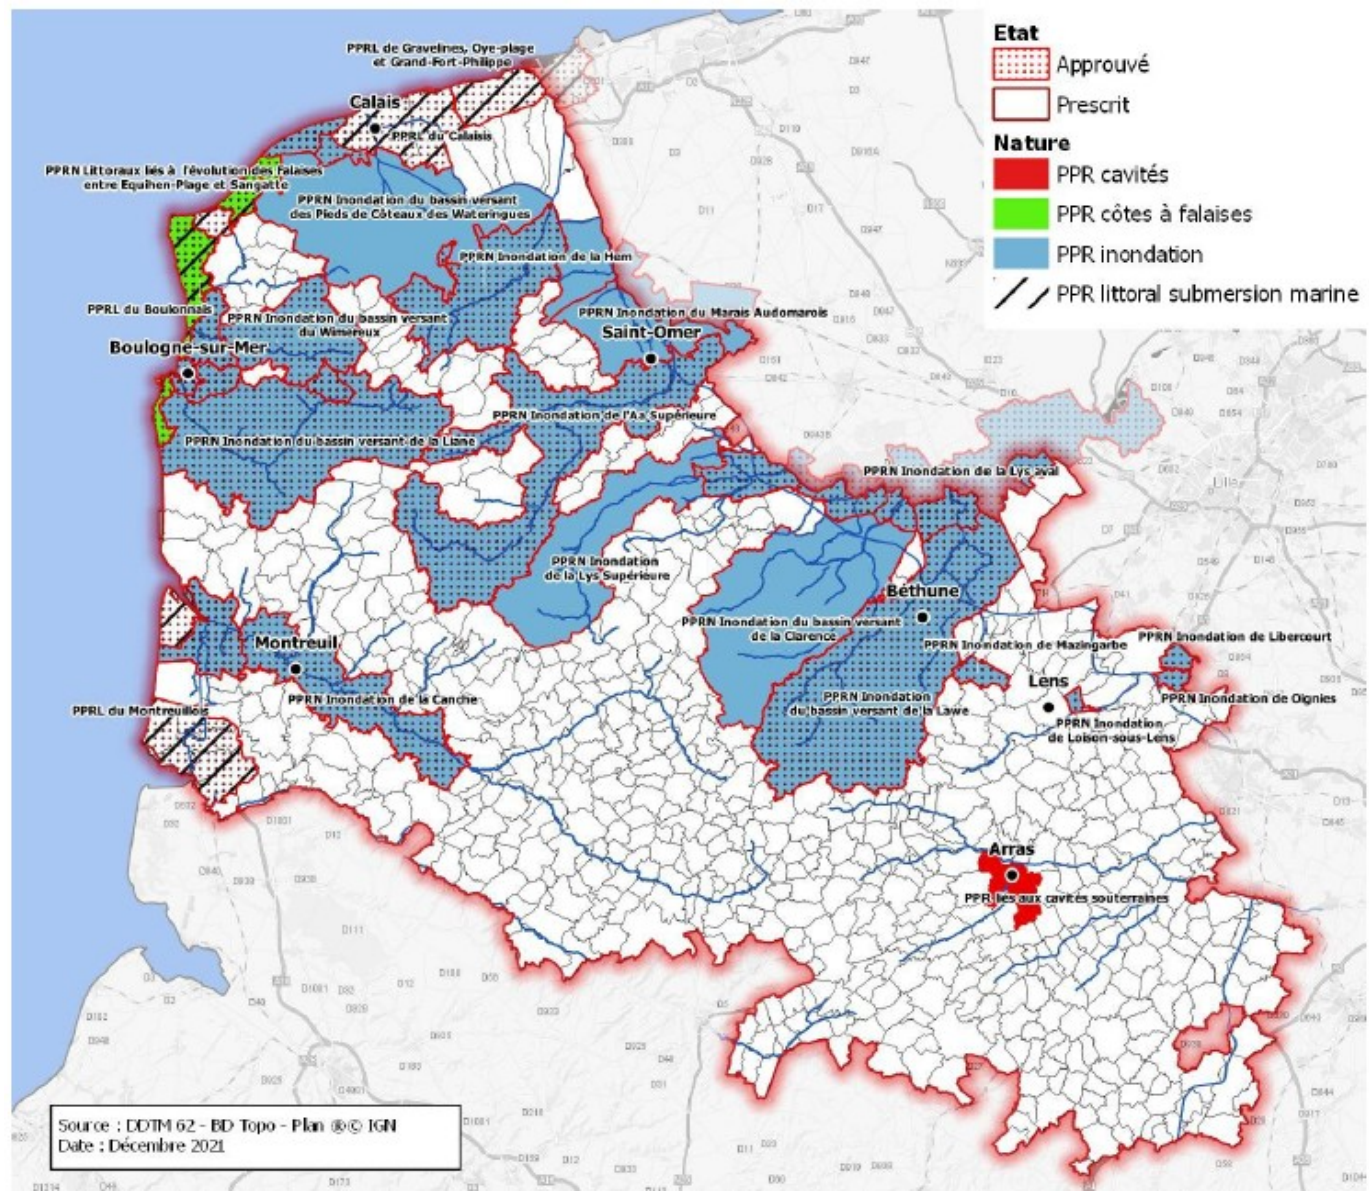 Etat
Approuvé
Prescrit
Nature
PPR cavités
PPR côtes à falaises
PPR inondation
PPR littoral submersion marine
PPRL de Gravelines, Oye-plage
et Grand-Fort-Philippe
Calais
PPRL du Calaisis
PPRN Littoraux liés à l'évolution des falaises
entre Equihen-Plage et Sangatte
PPRN Inondation du bassin versant
des Pieds de Côteaux des Wateringues
PPRN Inondation de la Hem
PPRL du Boulonnais
PPRN Inondation du bassin versant
du Wimereux
PPRN Inondation du Marais Audomarois
Saint-Omer
Boulogne-sur-Mer
PPRN Inondation de l'Aa Supérieure
PPRN Inondation du bassin versant de la Liane
PPRN Inondation de la Lys aval
Lille
PPRN Inondation
de la Lys Supérieure
Béthune
PPRN Inondation du bassin versant
de la Clarence
PPRN Inondation de Mazingarbe
PPRN Inondation de Libercourt
Montreuil
Lens
PPRN Inondation de la Canche
PPRN Inondation
du bassin versant de la Lawe
PPRN Inondation de Oignies
PPRL du Montreuillois
PPRN Inondation
de Loison-sous-Lens
Arras
PPR liés aux cavités souterraines
Source : DDTM 62 - BD Topo - Plan ®© IGN
Date : Décembre 2021